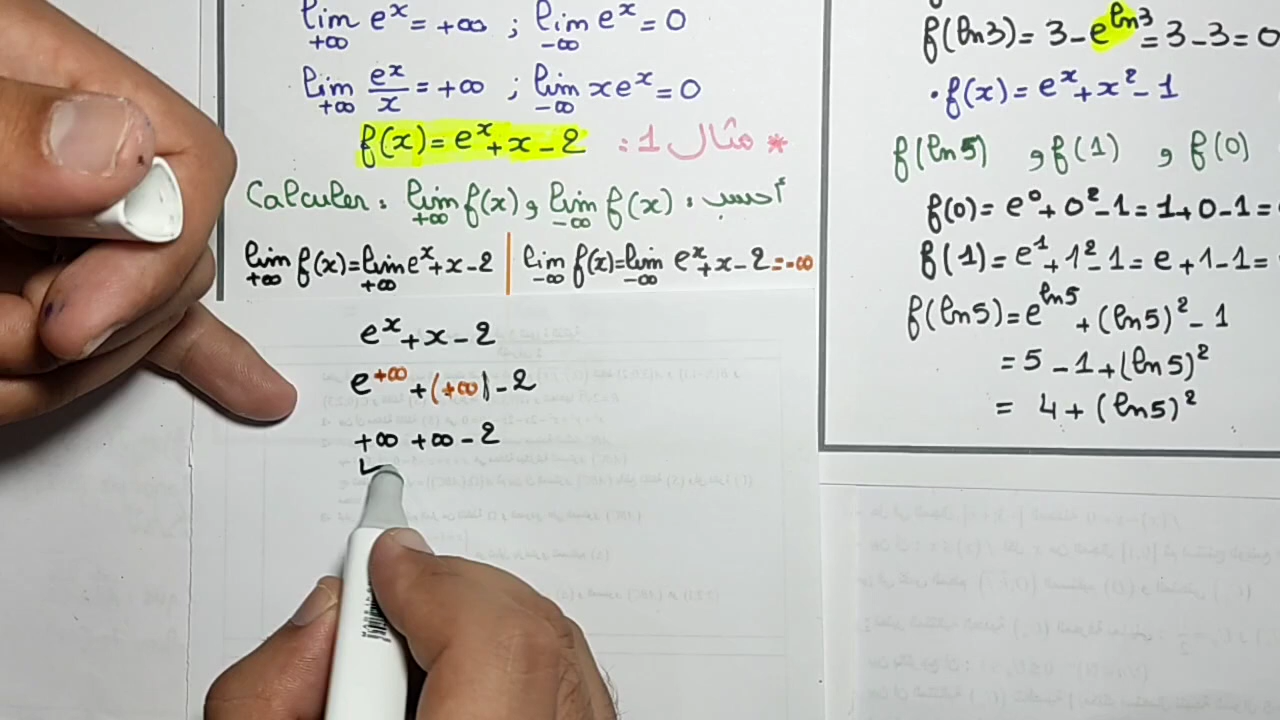 lim e^x = +∞ ; lim e^x = 0
+∞ -∞
lim e^x/x = +∞ ; lim xe^x = 0
+∞ -∞
* مثال 1 : f(x) = e^x + x - 2
Calculer : lim f(x) , lim f(x) : أحسب
+∞ -∞
lim f(x) = lim e^x + x - 2 | lim f(x) = lim e^x + x - 2 = -∞
+∞ +∞ -∞ -∞
e^x + x - 2
e^+∞ + (+∞) - 2
+∞ +∞ - 2
f(ln3) = 3 - e^ln3 = 3 - 3 = 0
• f(x) = e^x + x² - 1
f(ln5) , f(1) , f(0)
f(0) = e^0 + 0² - 1 = 1 + 0 - 1 =
f(1) = e^1 + 1² - 1 = e + 1 - 1 =
f(ln5) = e^ln5 + (ln5)² - 1
= 5 - 1 + (ln5)²
= 4 + (ln5)²